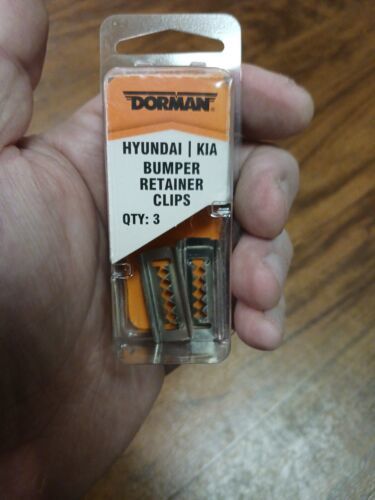 DORMAN
HYUNDAI | KIA
BUMPER
RETAINER
CLIPS
QTY: 3